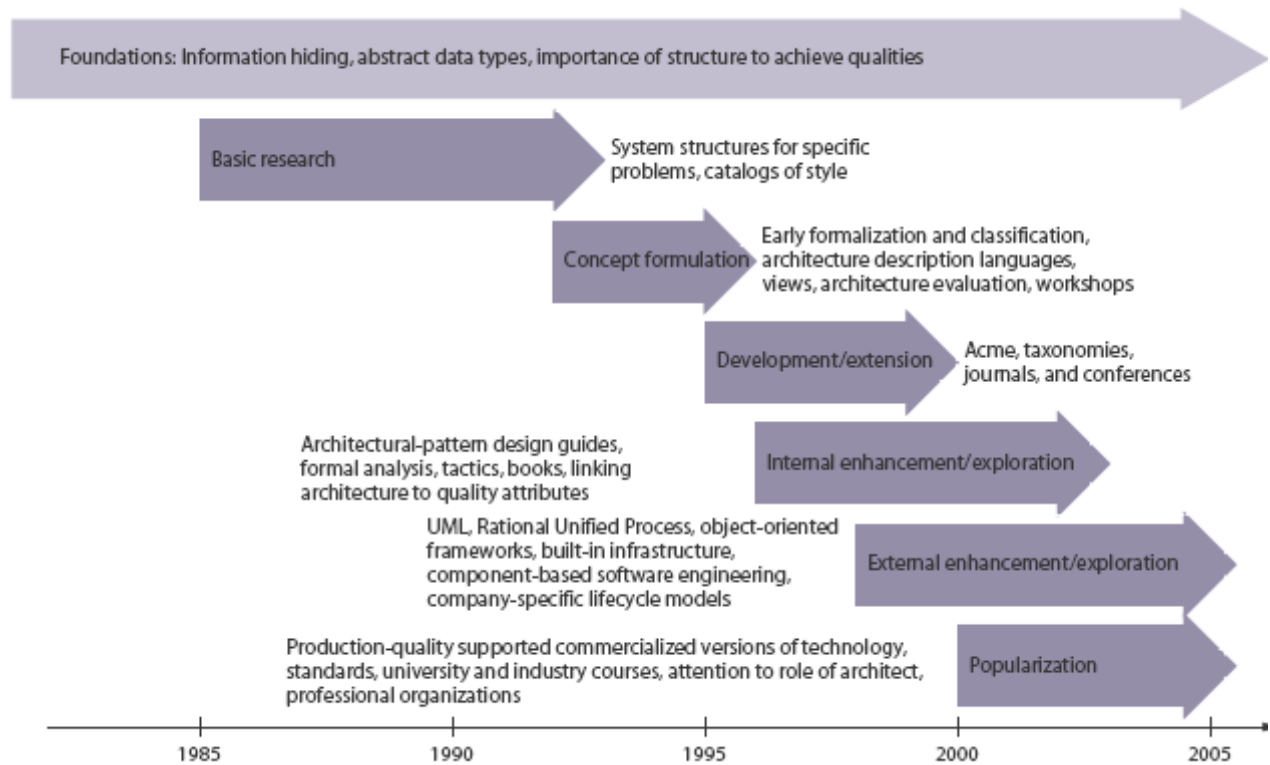 Foundations: Information hiding, abstract data types, importance of structure to achieve qualities
Basic research
System structures for specific
problems, catalogs of style
Concept formulation
Early formalization and classification,
architecture description languages,
views, architecture evaluation, workshops
Development/extension
Acme, taxonomies,
journals, and conferences
Architectural-pattern design guides,
formal analysis, tactics, books, linking
architecture to quality attributes
Internal enhancement/exploration
UML, Rational Unified Process, object-oriented
frameworks, built-in infrastructure,
component-based software engineering,
company-specific lifecycle models
External enhancement/exploration
Production-quality supported commercialized versions of technology,
standards, university and industry courses, attention to role of architect,
professional organizations
Popularization
1985 1990 1995 2000 2005